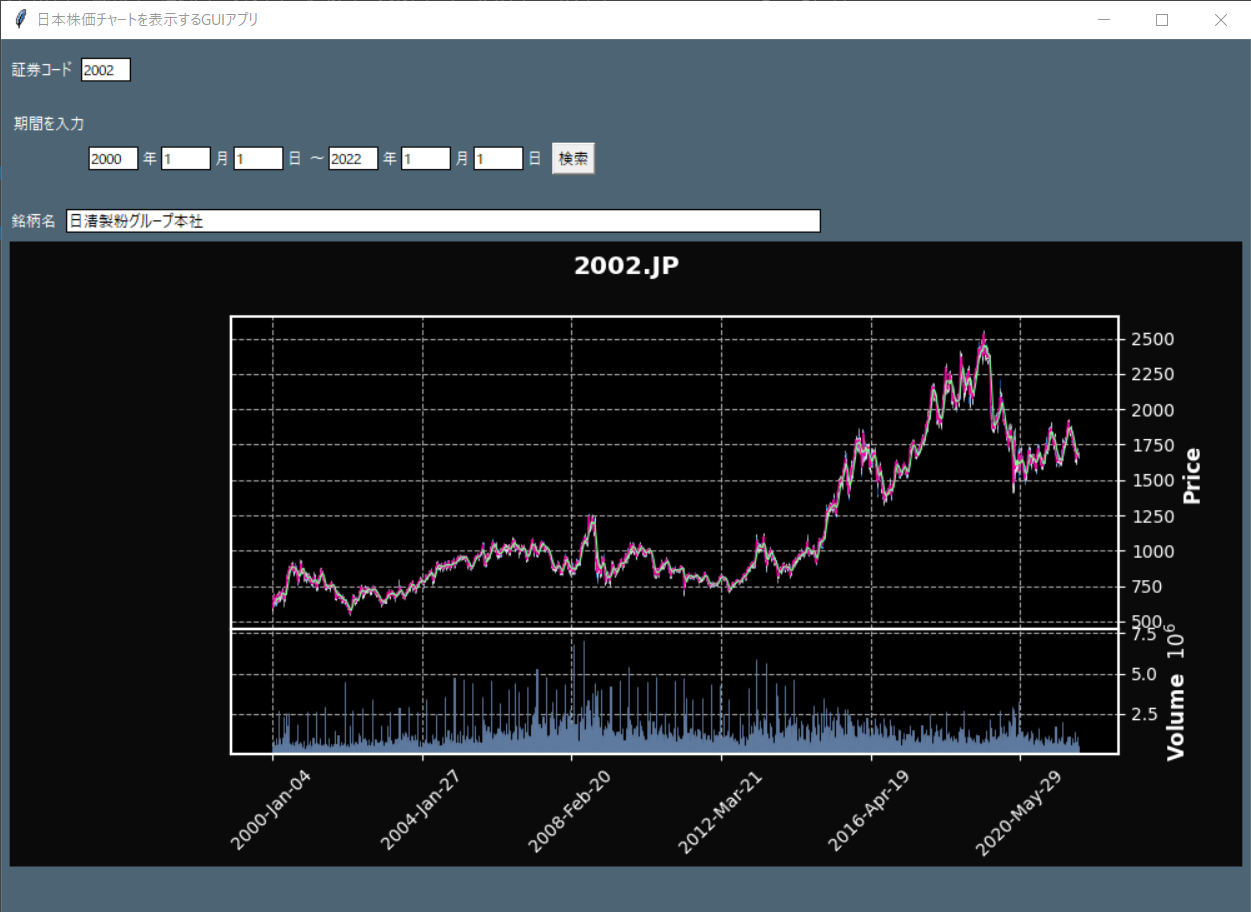 日本株価チャートを表示するGUIアプリ
証券コード 2002
期間を入力
2000 年 1 月 1 日 ～ 2022 年 1 月 1 日 検索
銘柄名 日清製粉グループ本社
2002.JP
2500
2250
2000
1750
1500
1250
1000
750
500
Price
7.5
5.0
2.5
Volume 10^6
2000-Jan-04
2004-Jan-27
2008-Feb-20
2012-Mar-21
2016-Apr-19
2020-May-29